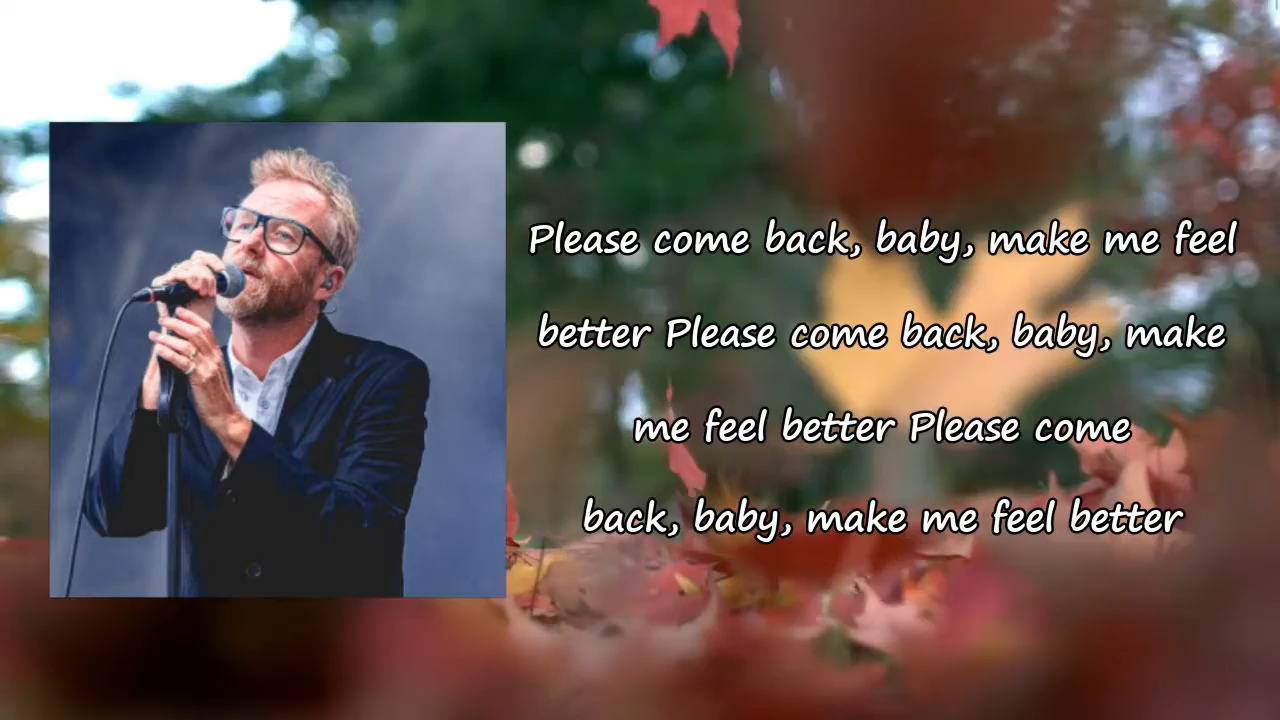 Please come back, baby, make me feel
better Please come back, baby, make
me feel better Please come
back, baby, make me feel better